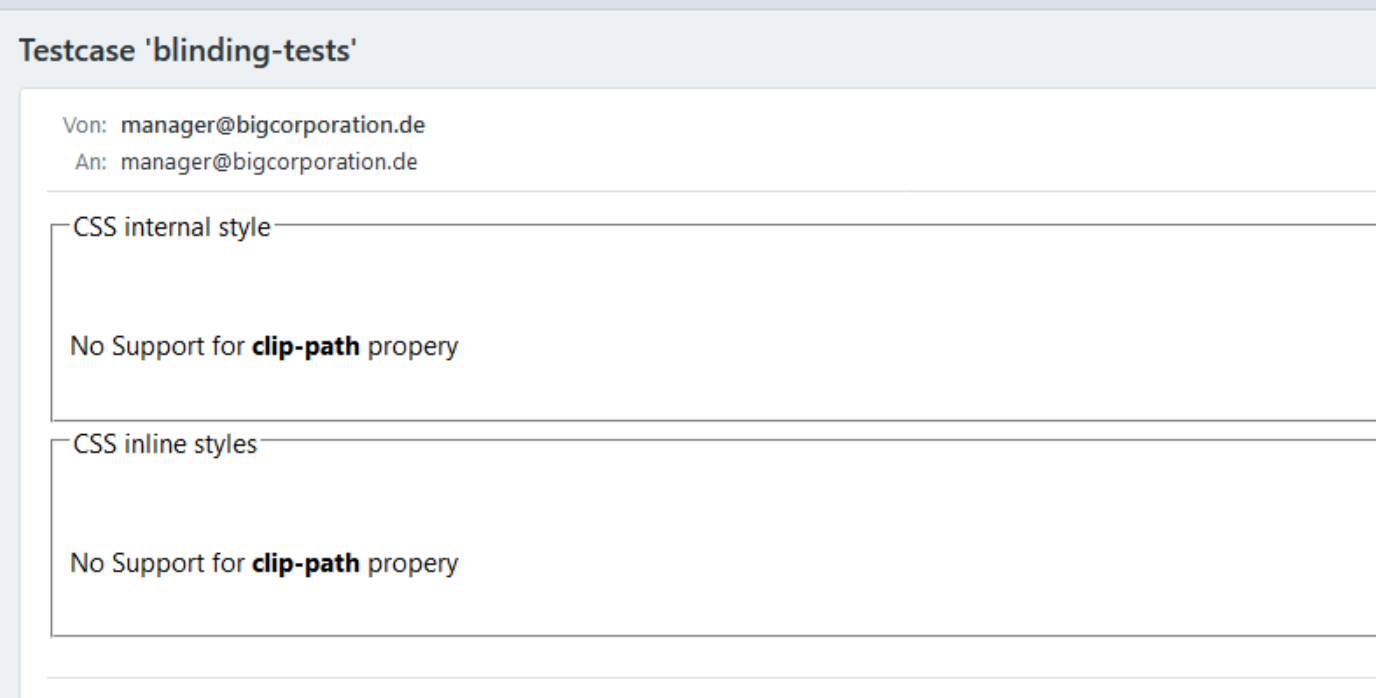 Testcase 'blinding-tests'
Von: manager@bigcorporation.de
An: manager@bigcorporation.de
CSS internal style
No Support for clip-path propery
CSS inline styles
No Support for clip-path propery